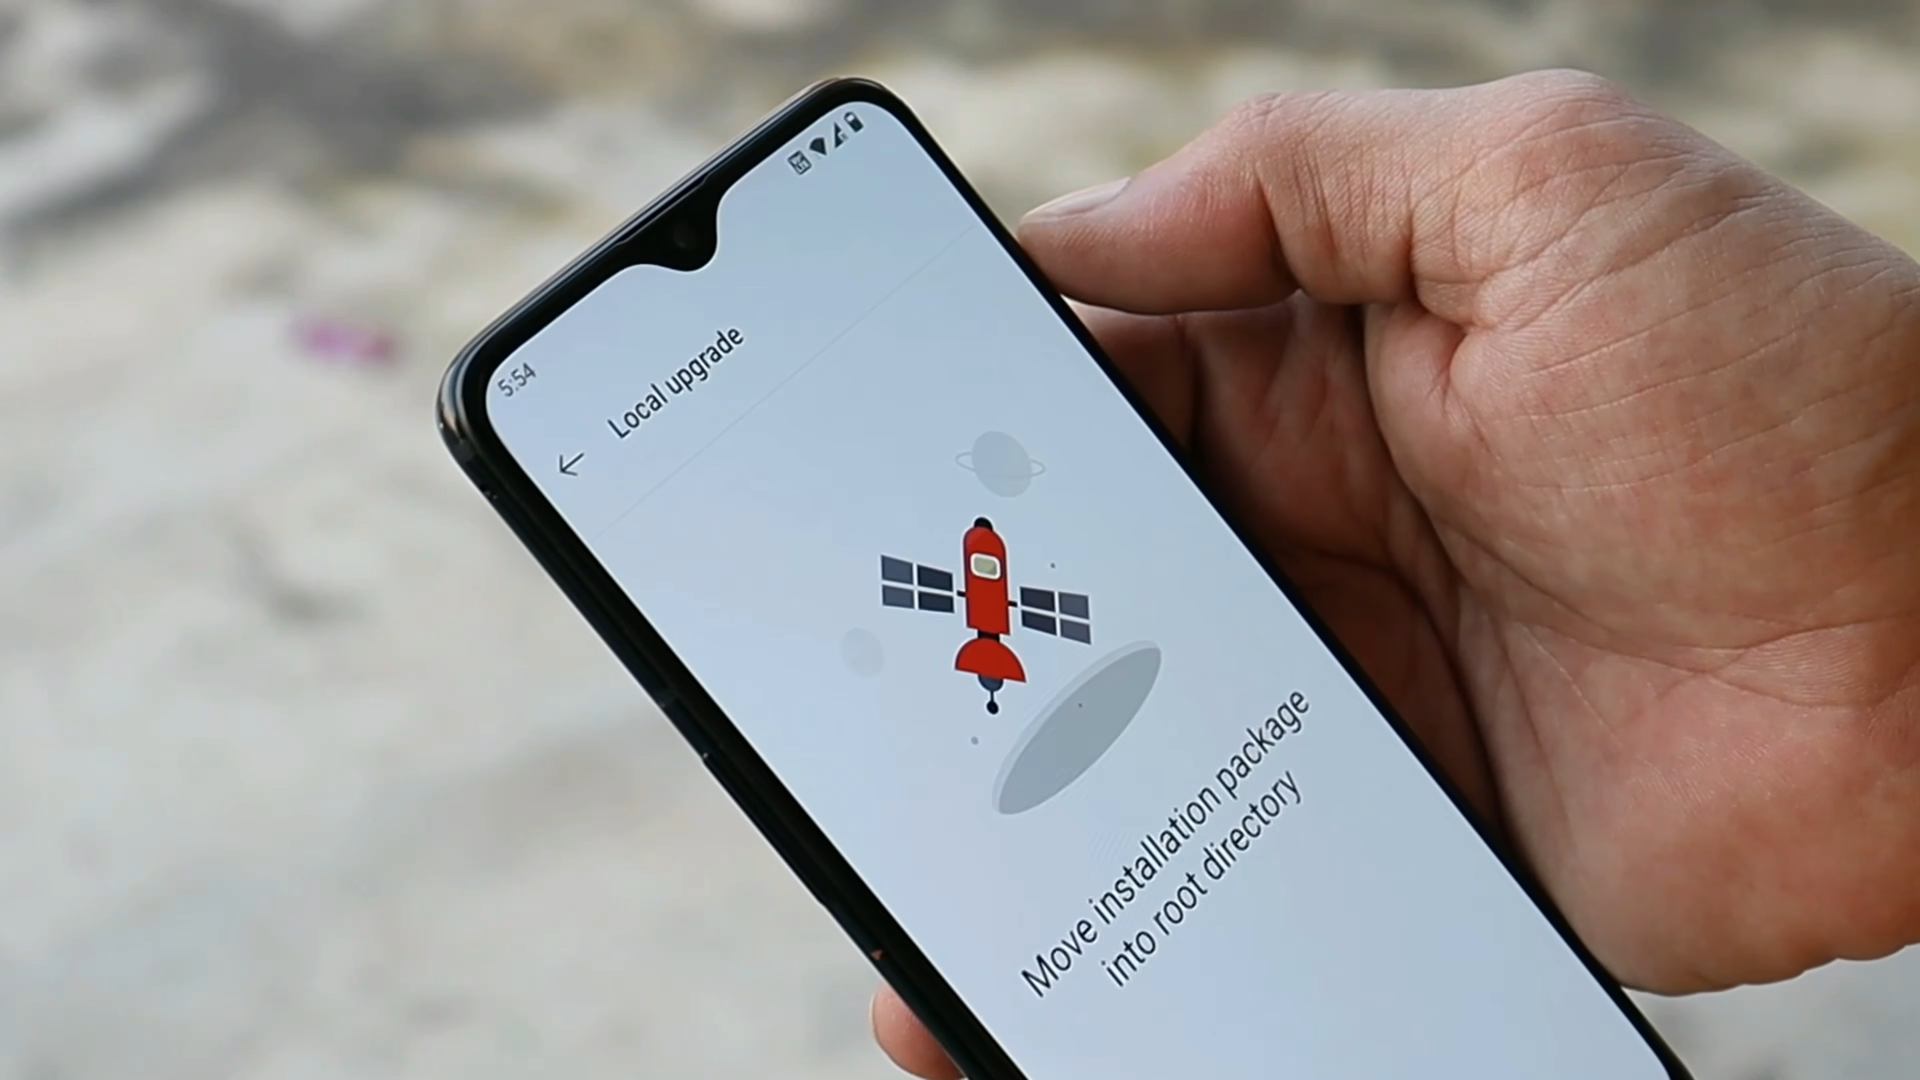 5:54
Local upgrade
Move installation package
into root directory